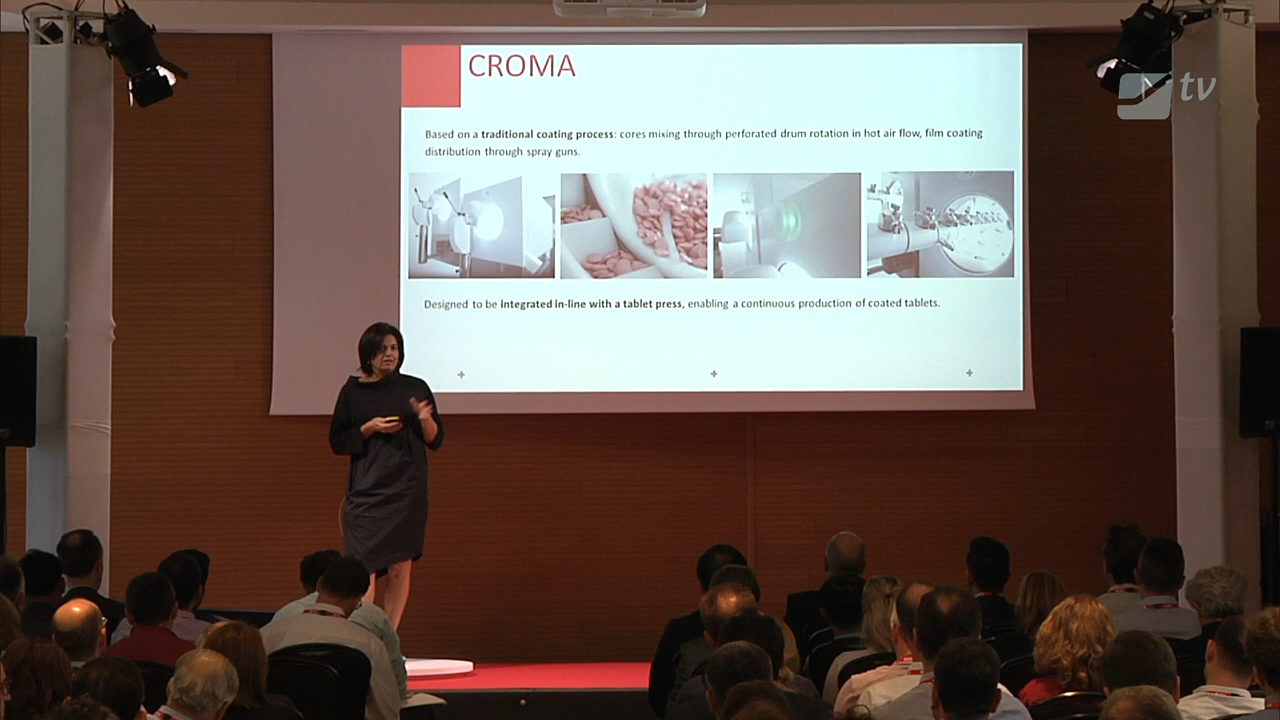 CROMA
tv
Based on a traditional coating process: cores mixing through perforated drum rotation in hot air flow, film coating
distribution through spray guns.
Designed to be integrated in-line with a tablet press, enabling a continuous production of coated tablets.